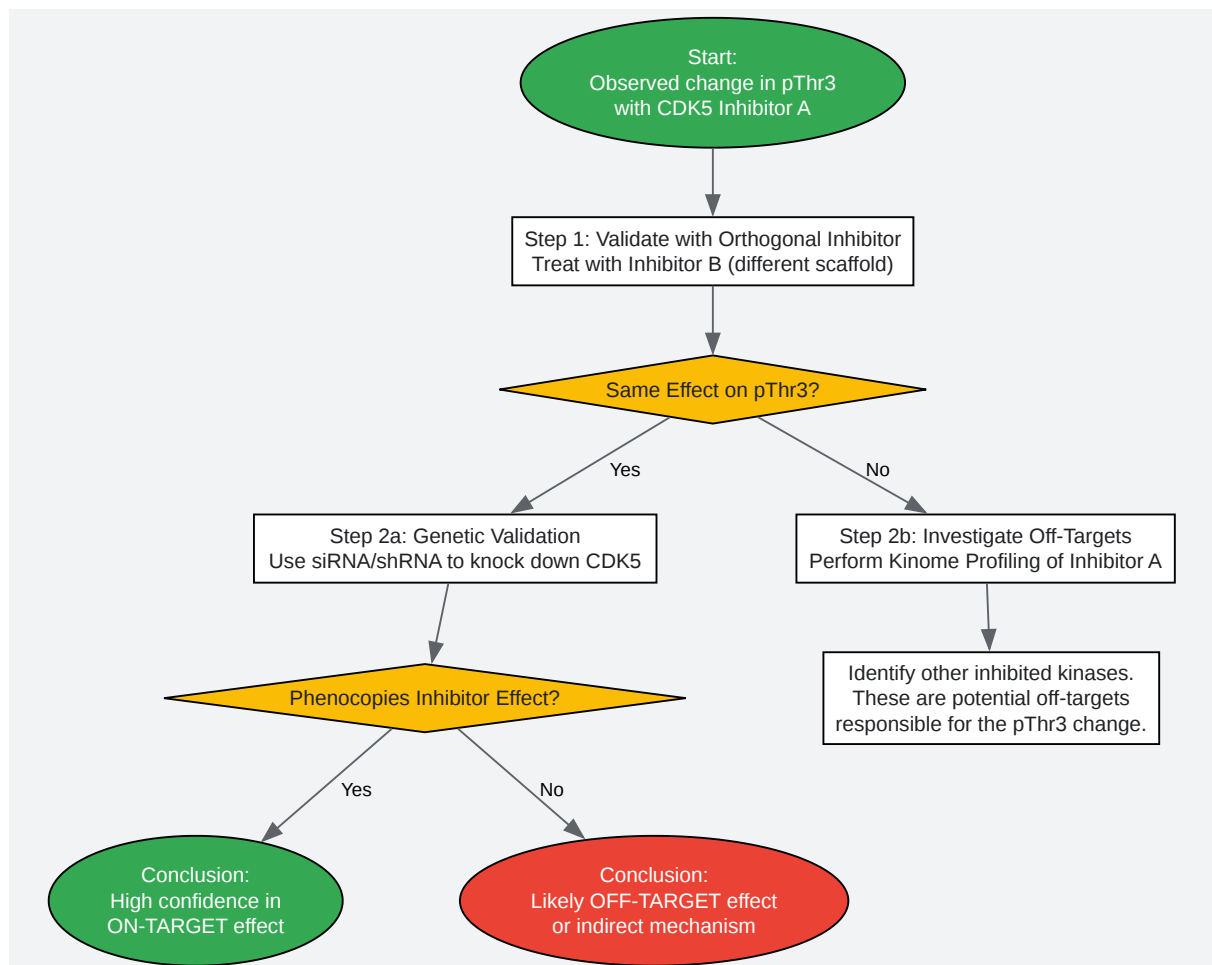 Start:
Observed change in pThr3
with CDK5 Inhibitor A
Step 1: Validate with Orthogonal Inhibitor
Treat with Inhibitor B (different scaffold)
Same Effect on pThr3?
Yes
No
Step 2a: Genetic Validation
Use siRNA/shRNA to knock down CDK5
Step 2b: Investigate Off-Targets
Perform Kinome Profiling of Inhibitor A
Phenocopies Inhibitor Effect?
Identify other inhibited kinases.
These are potential off-targets
responsible for the pThr3 change.
Yes
No
Conclusion:
High confidence in
ON-TARGET effect
Conclusion:
Likely OFF-TARGET effect
or indirect mechanism